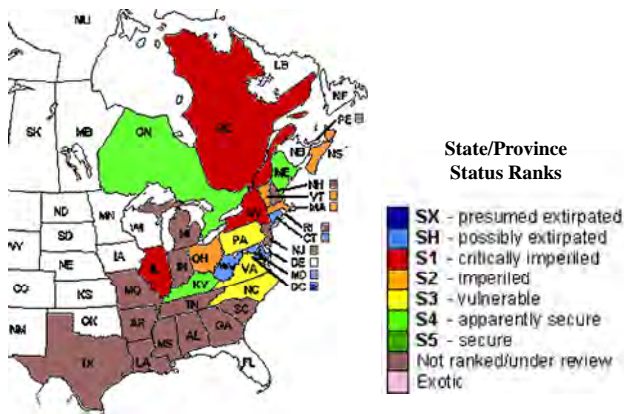 NU
LB
NF
SK
MB
ON
QC
PE
NB
NS
ME
NH
VT
MA
ND
MN
WI
MI
NY
RI
CT
SD
WY
IA
PA
NJ
DE
MD
DC
NE
IL
IN
OH
WV
VA
CO
KS
MO
KY
NC
TN
NM
OK
AR
SC
MS
AL
GA
TX
LA
FL
State/Province
Status Ranks
SX - presumed extirpated
SH - possibly extirpated
S1 - critically imperiled
S2 - imperiled
S3 - vulnerable
S4 - apparently secure
S5 - secure
Not ranked/under review
Exotic